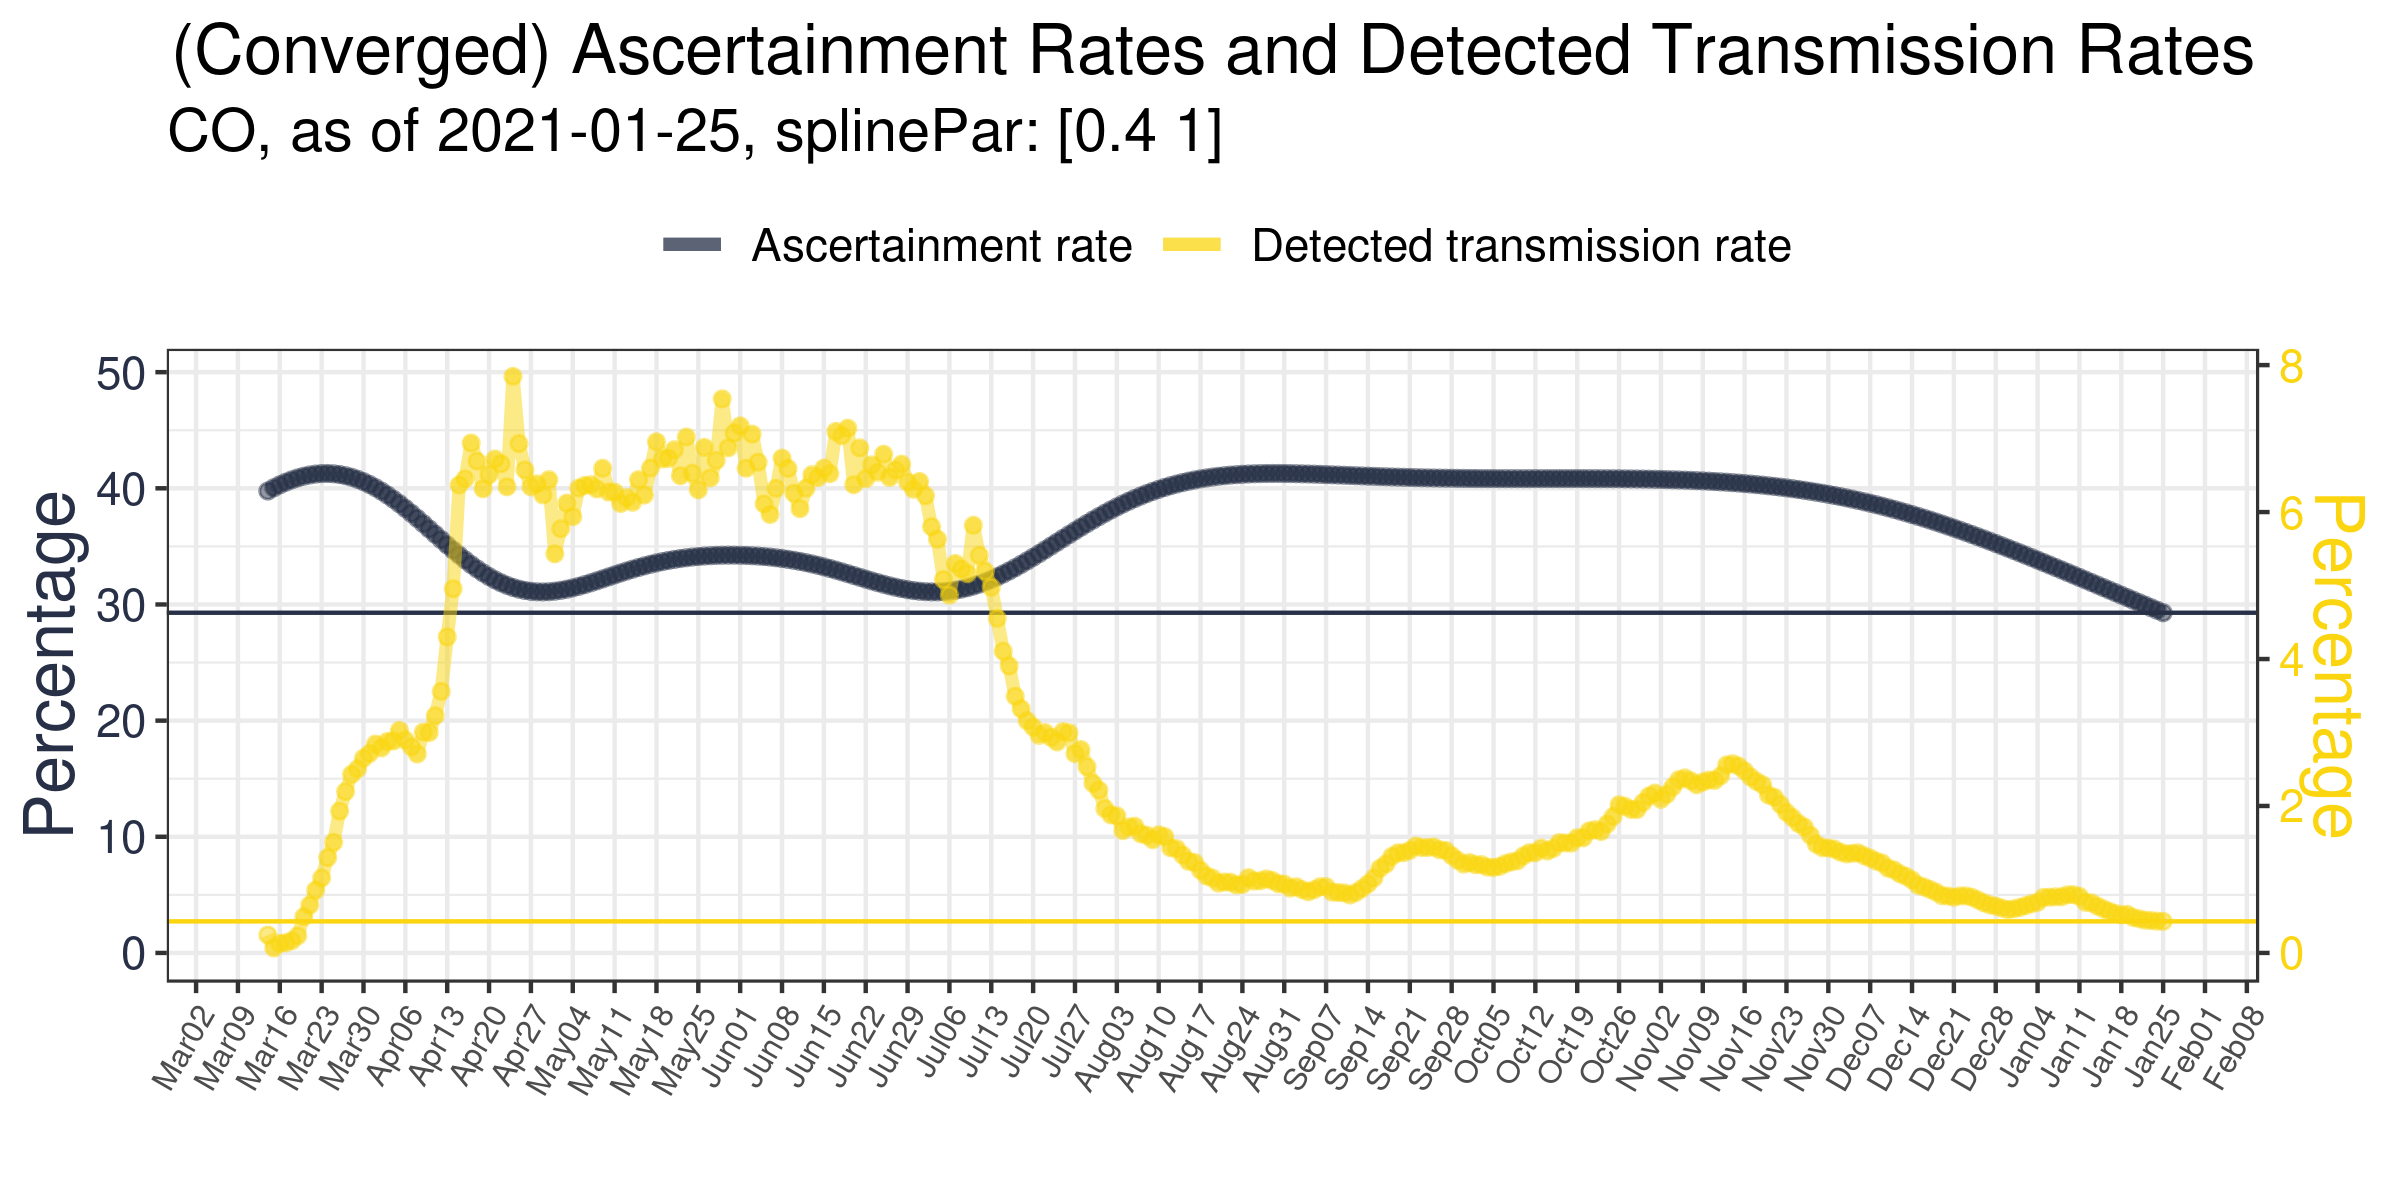 (Converged) Ascertainment Rates and Detected Transmission Rates
CO, as of 2021-01-25, splinePar: [0.4 1]
Ascertainment rate
Detected transmission rate
Percentage
50
40
30
20
10
0
8
6
4
2
0
Percentage
Mar02
Mar09
Mar16
Mar23
Mar30
Apr06
Apr13
Apr20
Apr27
May04
May11
May18
May25
Jun01
Jun08
Jun15
Jun22
Jun29
Jul06
Jul13
Jul20
Jul27
Aug03
Aug10
Aug17
Aug24
Aug31
Sep07
Sep14
Sep21
Sep28
Oct05
Oct12
Oct19
Oct26
Nov02
Nov09
Nov16
Nov23
Nov30
Dec07
Dec14
Dec21
Dec28
Jan04
Jan11
Jan18
Jan25
Feb01
Feb08